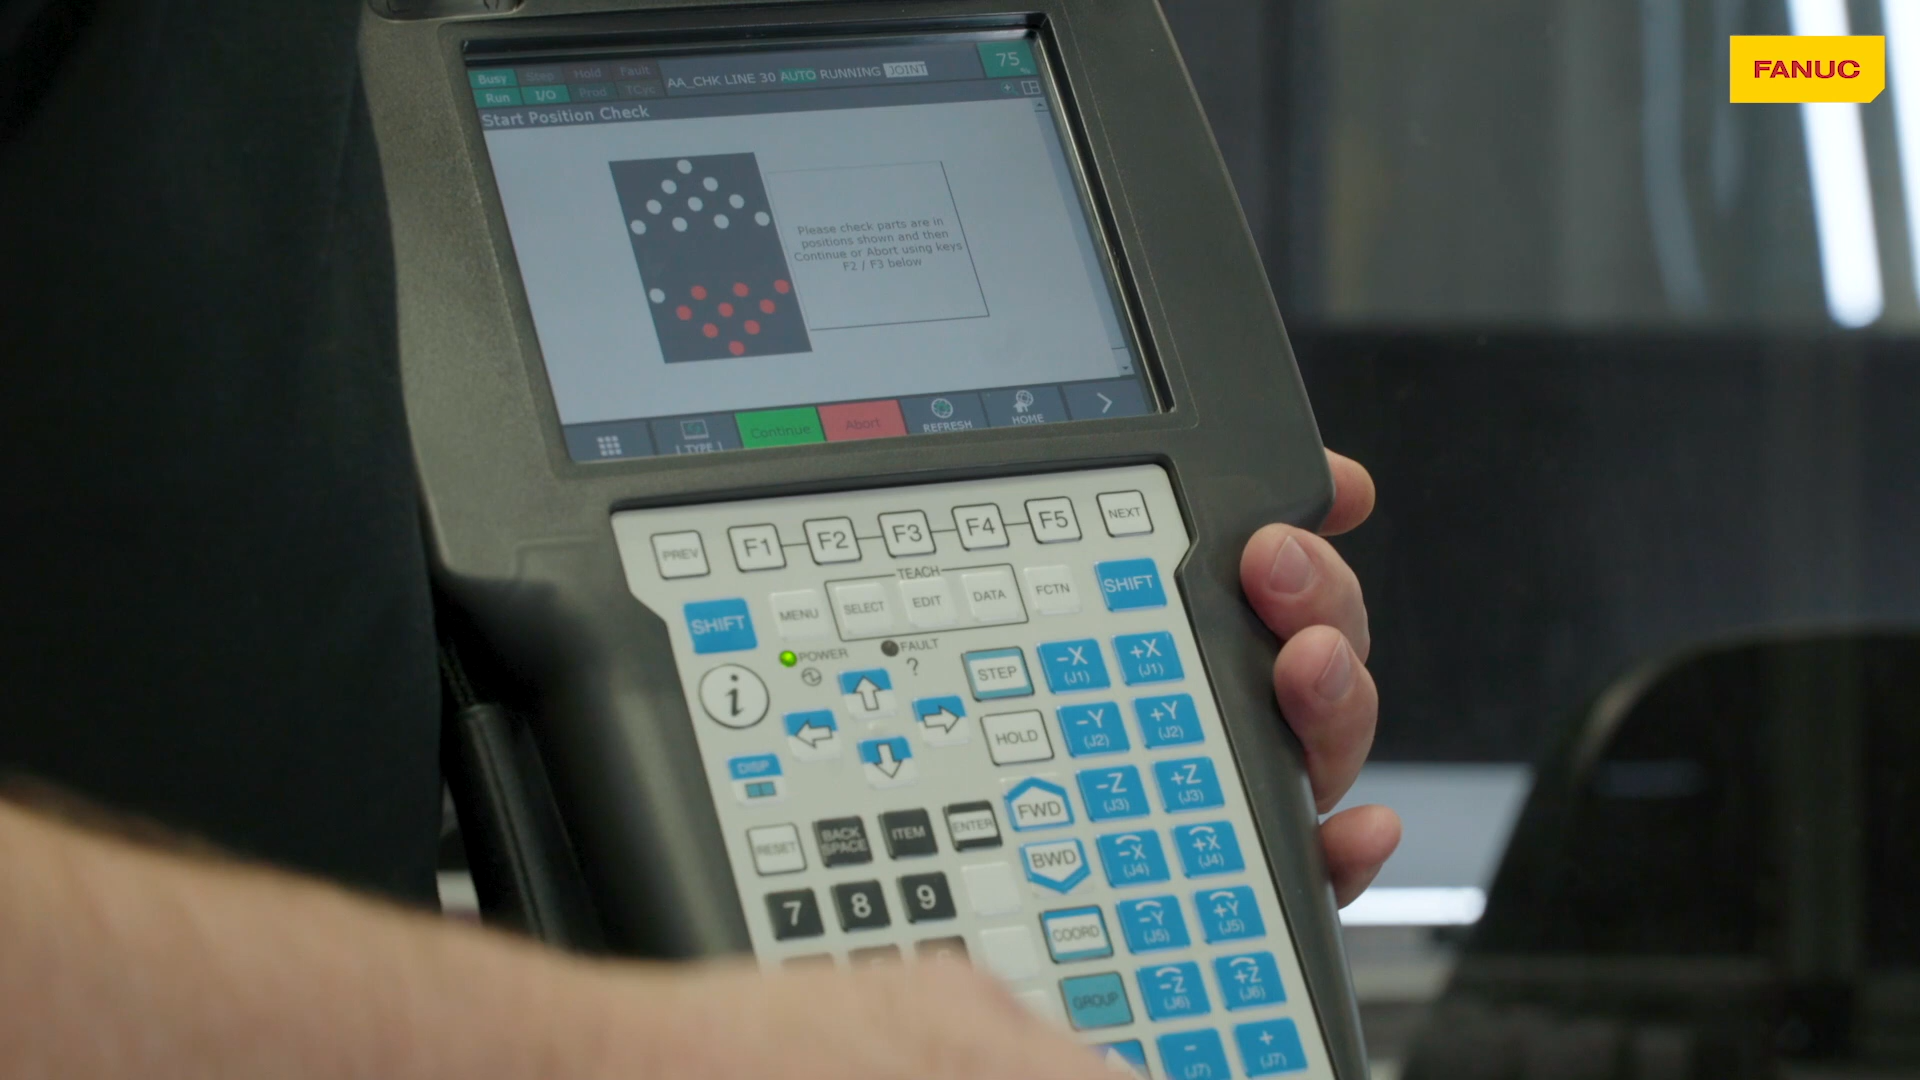 FANUC
Busy Step Hold Fault
Run I/O Prod TCyc
AA_CHK LINE 30 AUTO RUNNING JOINT
75
%
Start Position Check
Please check parts are in
positions shown and then
Continue or Abort using keys
F2 / F3 below
[ TYPE ]
Continue
Abort
REFRESH
HOME
PREV
F1
F2
F3
F4
F5
NEXT
TEACH
SHIFT
MENU
SELECT
EDIT
DATA
FCTN
SHIFT
POWER
FAULT
?
i
STEP
-X
(J1)
+X
(J1)
HOLD
-Y
(J2)
+Y
(J2)
DISP
FWD
-Z
(J3)
+Z
(J3)
RESET
BACK
SPACE
ITEM
ENTER
BWD
-X
(J4)
+X
(J4)
7
8
9
COORD
-Y
(J5)
+Y
(J5)
GROUP
-Z
(J6)
+Z
(J6)
-
(J7)
+
(J7)